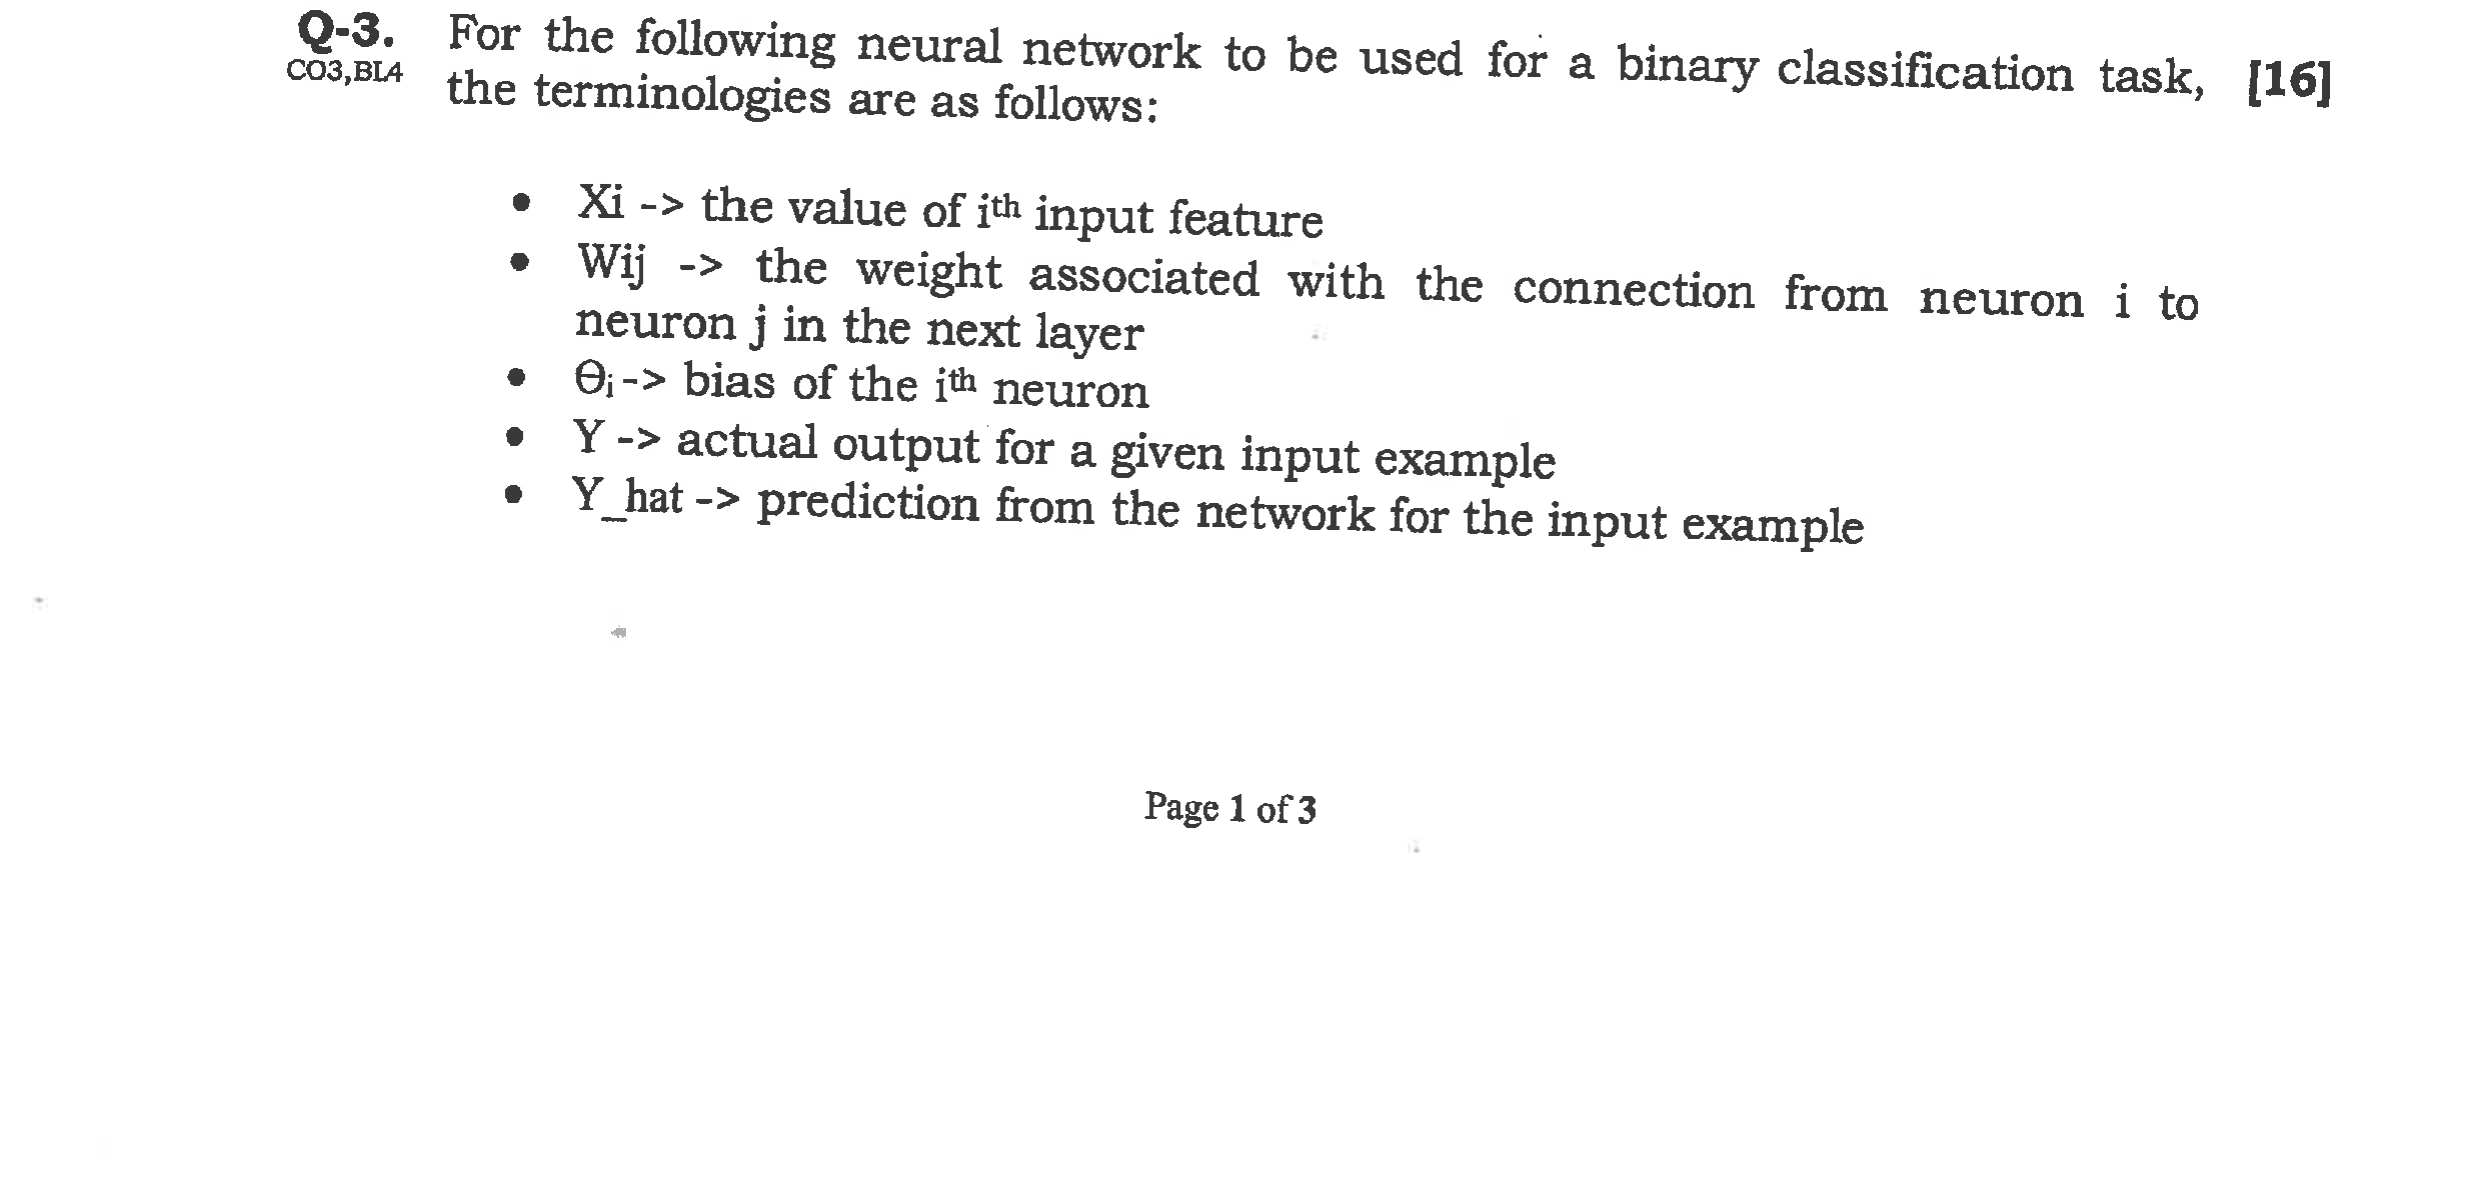 Q-3. For the following neural network to be used for a binary classification task, [16]
CO3,BL4 the terminologies are as follows:
• Xi -> the value of ith input feature
• Wij -> the weight associated with the connection from neuron i to
neuron j in the next layer
• Θi -> bias of the ith neuron
• Y -> actual output for a given input example
• Y_hat -> prediction from the network for the input example
Page 1 of 3